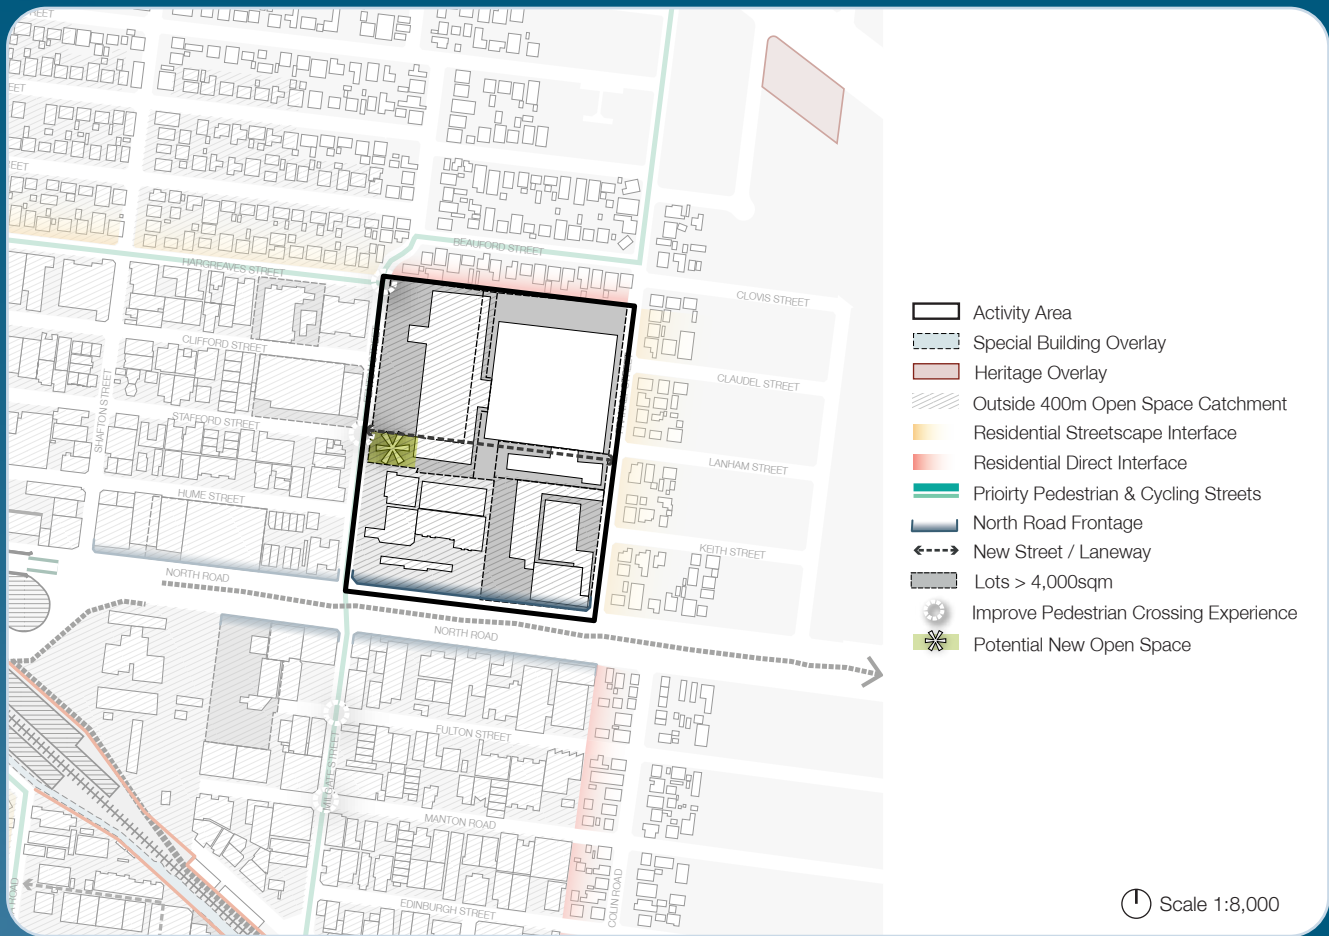 REET
EET
EET
BEAUFORD STREET
HARGREAVES STREET
CLOVIS STREET
CLIFFORD STREET
CLAUDEL STREET
SHAFTON STREET
STAFFORD STREET
LANHAM STREET
HUME STREET
KEITH STREET
NORTH ROAD
NORTH ROAD
FULTON STREET
MILGATE STREET
MANTON ROAD
COLIN ROAD
EDINBURGH STREET
ROAD
Activity Area
Special Building Overlay
Heritage Overlay
Outside 400m Open Space Catchment
Residential Streetscape Interface
Residential Direct Interface
Prioirty Pedestrian & Cycling Streets
North Road Frontage
New Street / Laneway
Lots > 4,000sqm
Improve Pedestrian Crossing Experience
Potential New Open Space
Scale 1:8,000